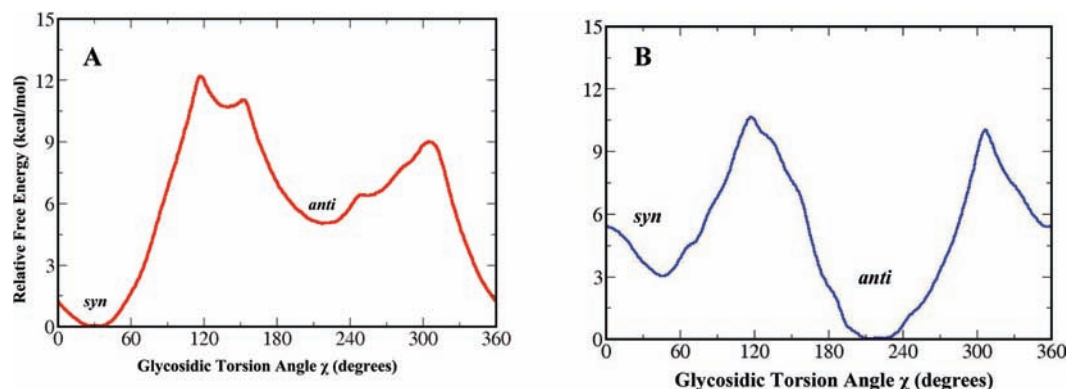 A
Relative Free Energy (kcal/mol)
15
12
9
6
3
0
syn
anti
0 60 120 180 240 300 360
Glycosidic Torsion Angle χ (degrees)
B
15
12
9
6
3
0
syn
anti
0 60 120 180 240 300 360
Glycosidic Torsion Angle χ (degrees)